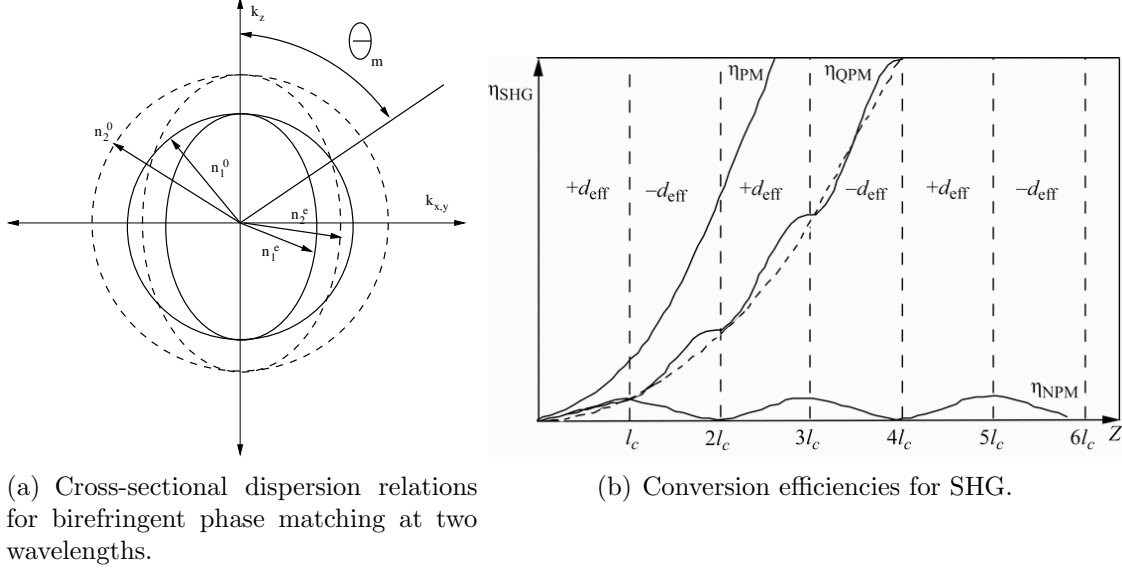 k_z
Θ_m
n_2^0
n_1^0
k_x,y
n_2^e
n_1^e
η_SHG
η_PM
η_QPM
+d_eff
−d_eff
+d_eff
−d_eff
+d_eff
−d_eff
η_NPM
l_c
2l_c
3l_c
4l_c
5l_c
6l_c
Z
(a) Cross-sectional dispersion relations
for birefringent phase matching at two
wavelengths.
(b) Conversion efficiencies for SHG.